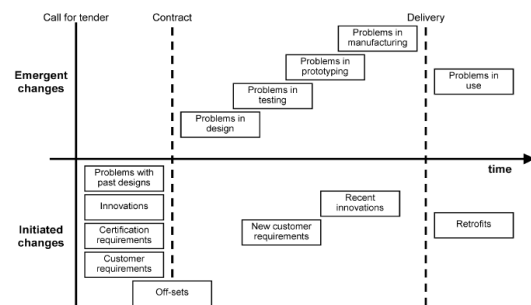 Call for tender
Contract
Delivery
Emergent
changes
Problems in
manufacturing
Problems in
prototyping
Problems in
testing
Problems in
design
Problems in
use
time
Initiated
changes
Problems with
past designs
Innovations
Certification
requirements
Customer
requirements
Off-sets
New customer
requirements
Recent
innovations
Retrofits